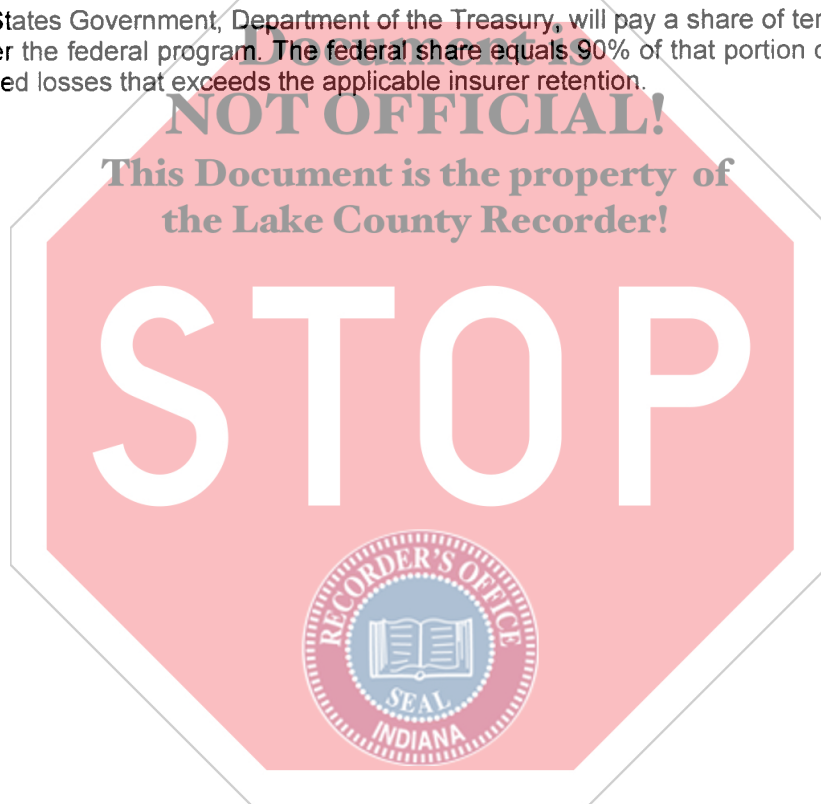 States Government, Department of the Treasury, will pay a share of ter
er the federal program. The federal share equals 90% of that portion o
ed losses that exceeds the applicable insurer retention.
Document is
NOT OFFICIAL!
This Document is the property of
the Lake County Recorder!
STOP
RECORDER'S OFFICE
SEAL
INDIANA